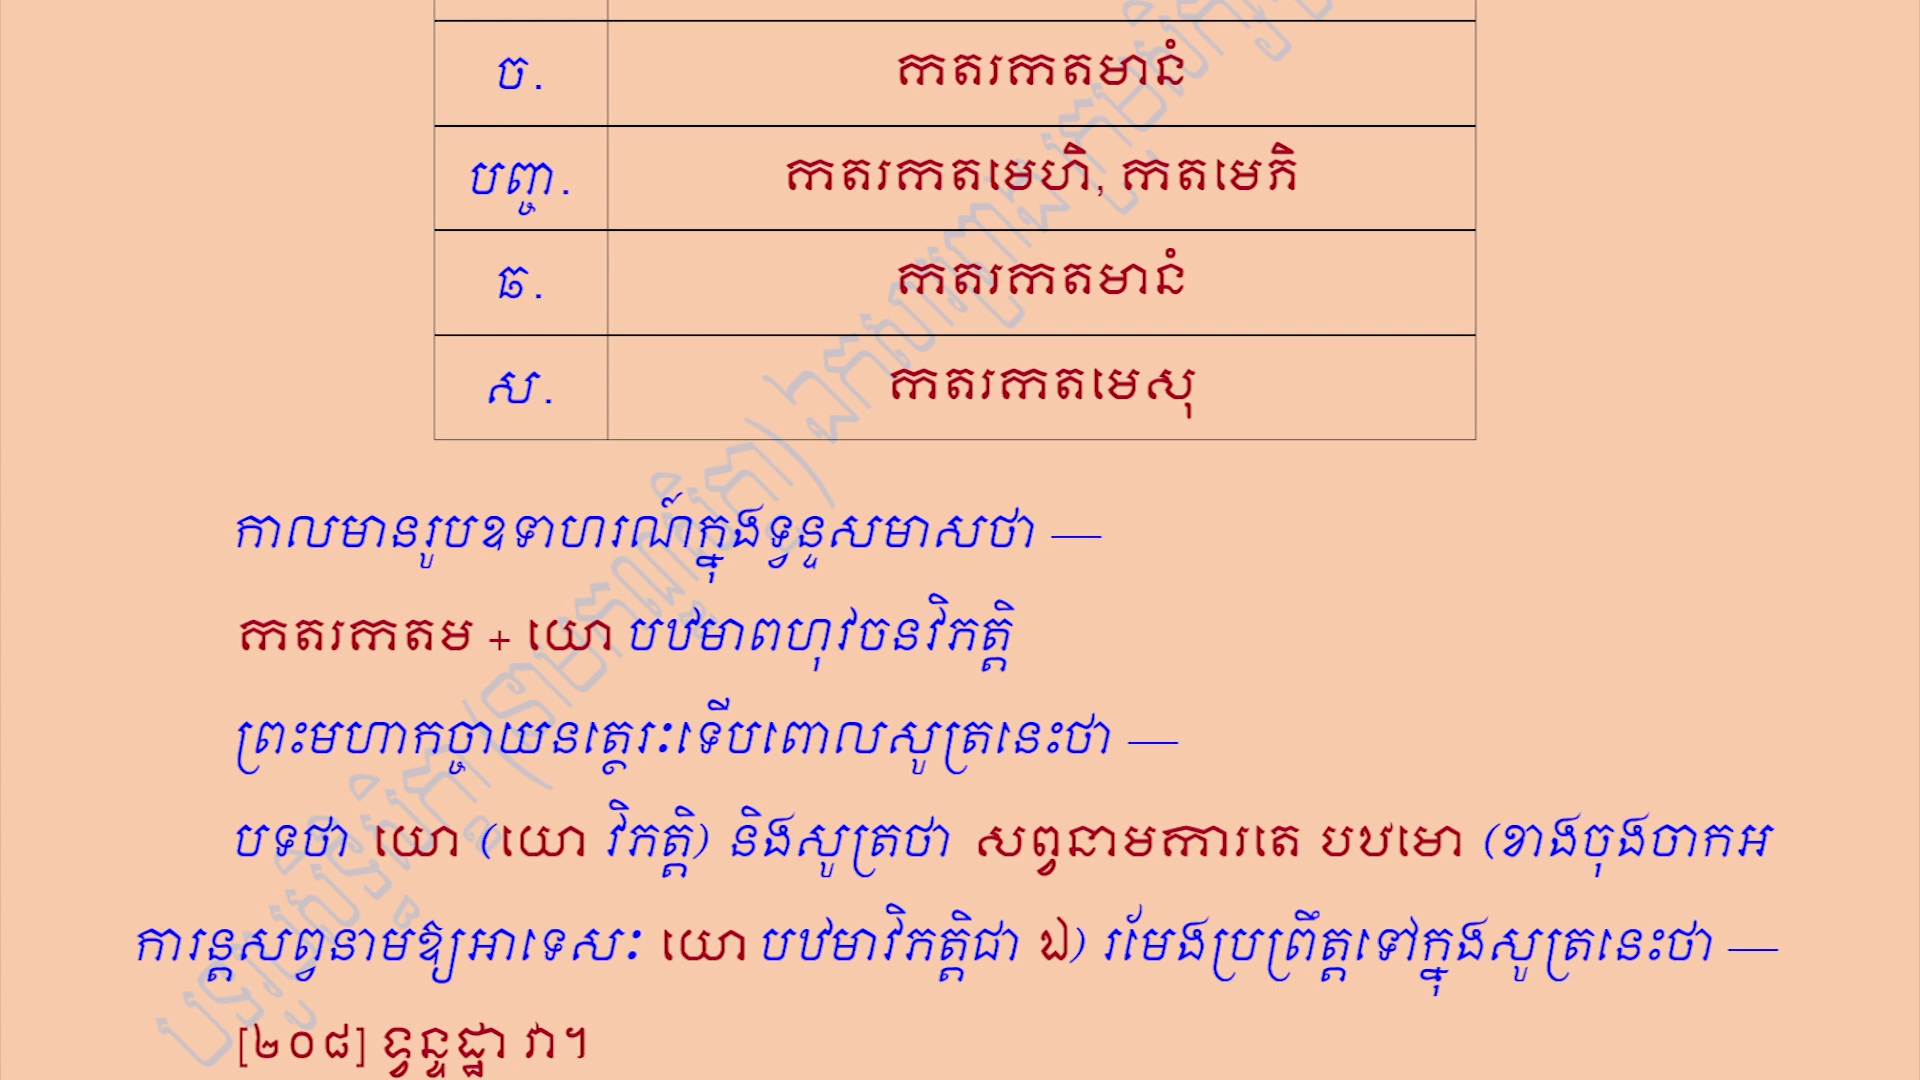 ច. កតរកតមានំ
បញ្ច. កតរកតមេហិ, កតមេភិ
ឆ. កតរកតមានំ
ស. កតរកតមេសុ
កាលមានរូបឧទាហរណ៍ក្នុងទ្វន្ទសមាសថា —
កតរកតម + យោ បឋមាពហុវចនវិភត្តិ
ព្រះមហាកច្ចាយនត្ថេរៈទើបពោលសូត្រនេះថា —
បទថា យោ (យោ វិភត្តិ) និងសូត្រថា សព្វនាមការតេ បឋមោ (ខាងចុងចាកអ
ការន្តសព្វនាមឱ្យអាទេសៈ យោ បឋមាវិភត្តិជា ឯ) រមែងប្រព្រឹត្តទៅក្នុងសូត្រនេះថា —
[២០៨] ទ្វន្ទដ្ឋា វា។